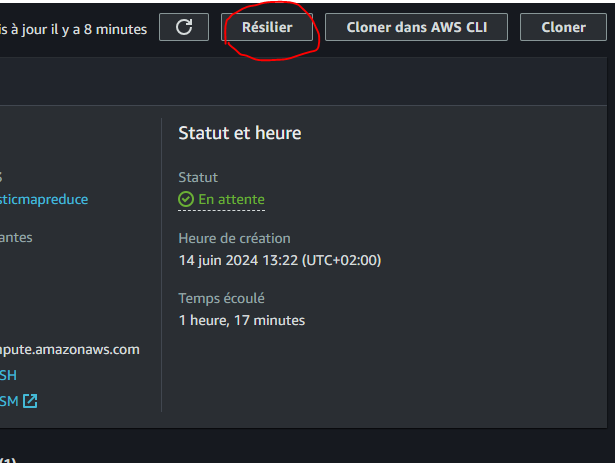 is à jour il y a 8 minutes
Résilier
Cloner dans AWS CLI
Cloner
Statut et heure
S
Statut
sticmapreduce
En attente
antes
Heure de création
14 juin 2024 13:22 (UTC+02:00)
Temps écoulé
1 heure, 17 minutes
npute.amazonaws.com
SH
SM
(1)